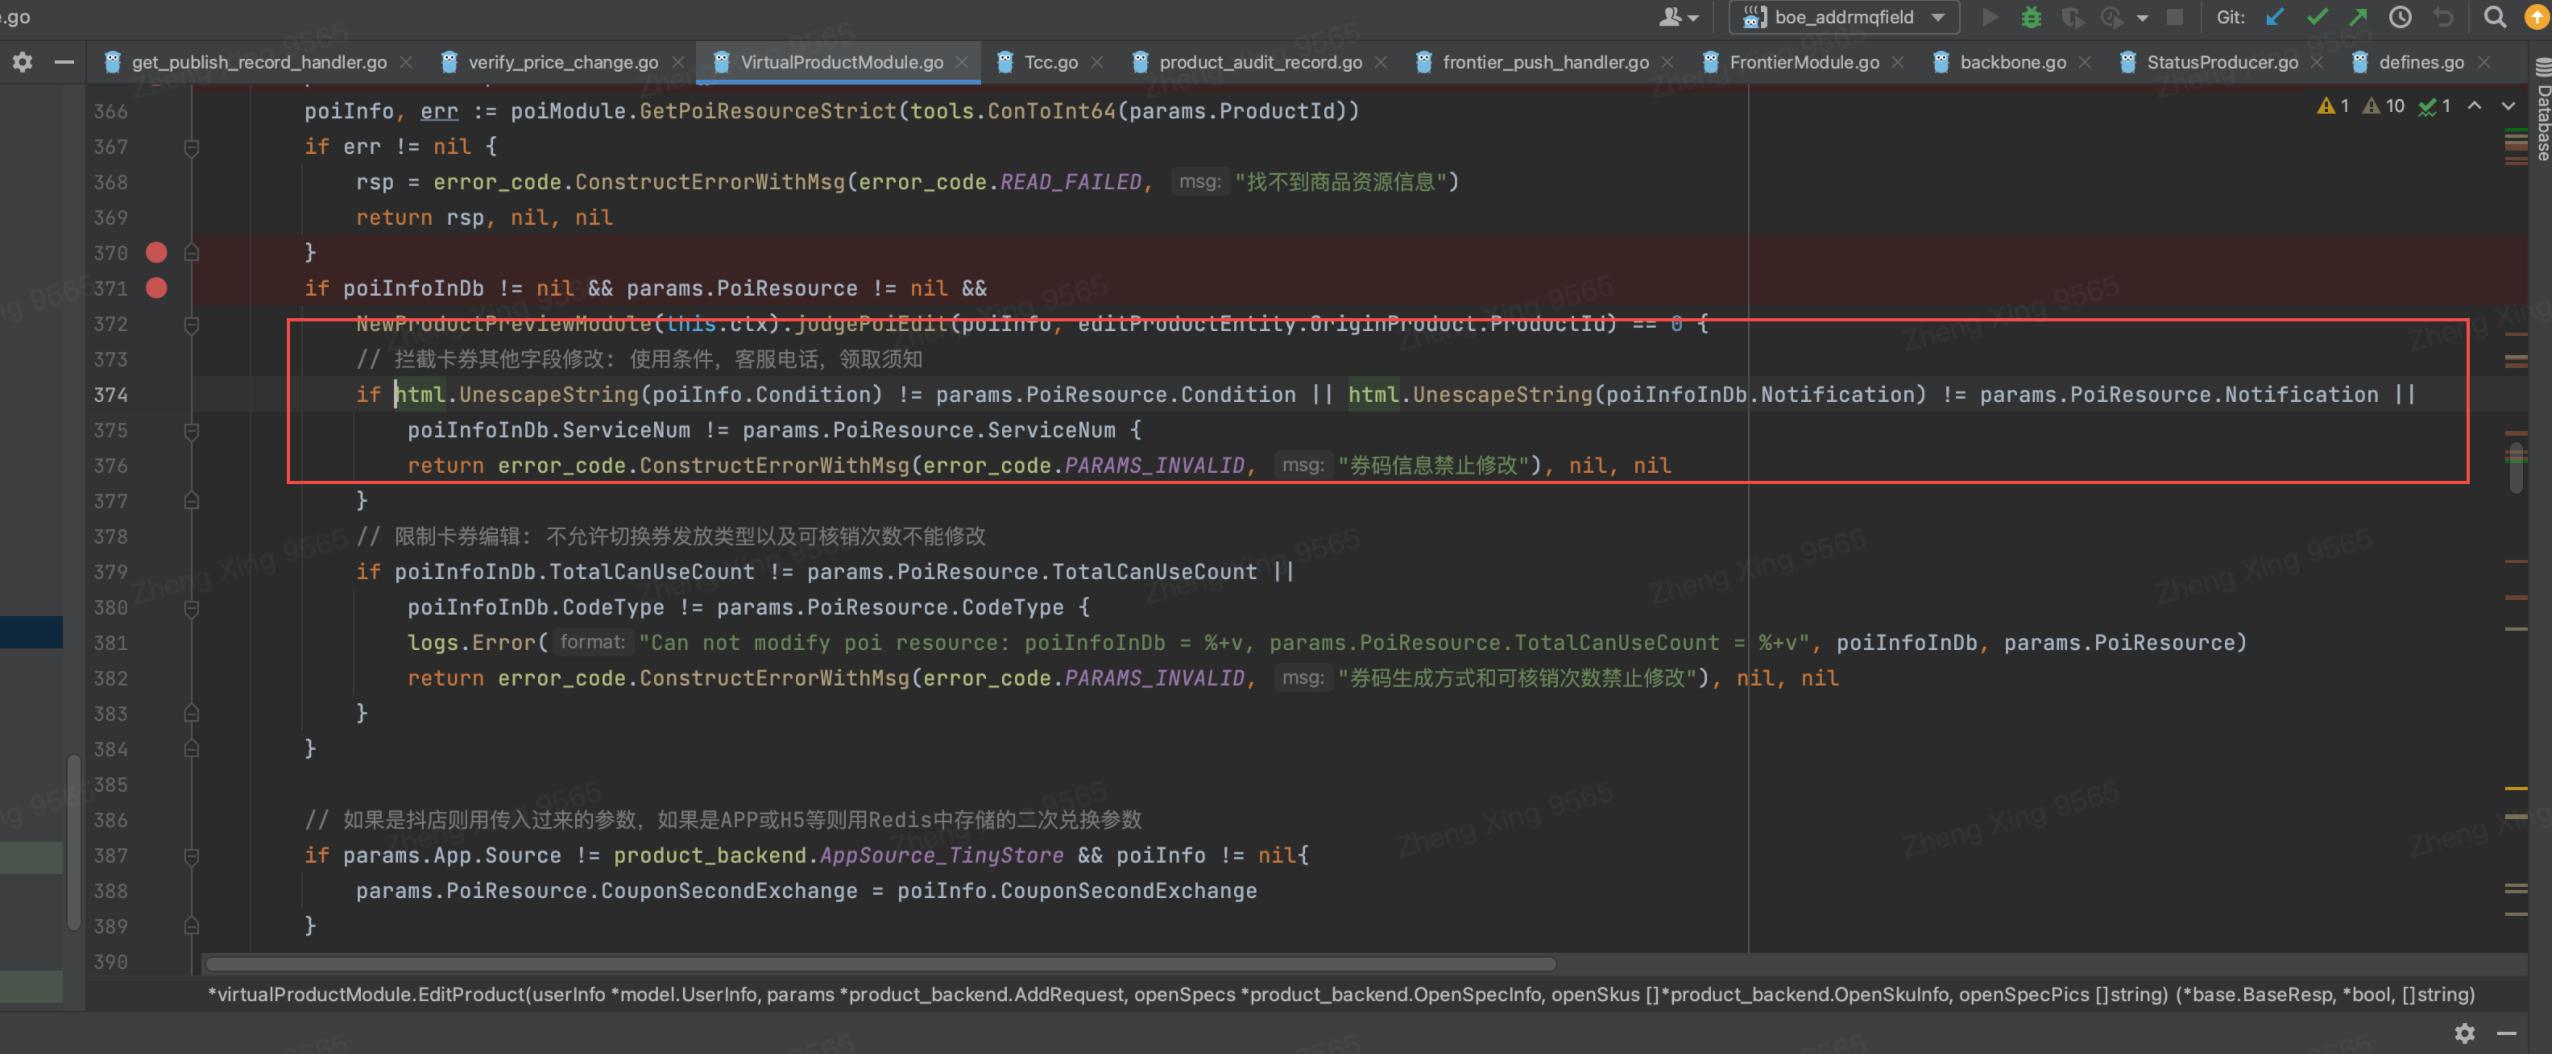 e.go
boe_addrmqfield
Git:
get_publish_record_handler.go
verify_price_change.go
VirtualProductModule.go
Tcc.go
product_audit_record.go
frontier_push_handler.go
FrontierModule.go
backbone.go
StatusProducer.go
defines.go
Database
1 10 1
366 poiInfo, err := poiModule.GetPoiResourceStrict(tools.ConToInt64(params.ProductId))
367 if err != nil {
368 rsp = error_code.ConstructErrorWithMsg(error_code.READ_FAILED, msg: "找不到商品资源信息")
369 return rsp, nil, nil
370 }
371 if poiInfoInDb != nil && params.PoiResource != nil &&
372 NewProductPreviewModule(this.ctx).judgePoiEdit(poiInfo, editProductEntity.OriginProduct.ProductId) == 0 {
373 // 拦截卡券其他字段修改: 使用条件, 客服电话, 领取须知
374 if html.UnescapeString(poiInfo.Condition) != params.PoiResource.Condition || html.UnescapeString(poiInfoInDb.Notification) != params.PoiResource.Notification ||
375 poiInfoInDb.ServiceNum != params.PoiResource.ServiceNum {
376 return error_code.ConstructErrorWithMsg(error_code.PARAMS_INVALID, msg: "券码信息禁止修改"), nil, nil
377 }
378 // 限制卡券编辑: 不允许切换券发放类型以及可核销次数不能修改
379 if poiInfoInDb.TotalCanUseCount != params.PoiResource.TotalCanUseCount ||
380 poiInfoInDb.CodeType != params.PoiResource.CodeType {
381 logs.Error( format: "Can not modify poi resource: poiInfoInDb = %+v, params.PoiResource.TotalCanUseCount = %+v", poiInfoInDb, params.PoiResource)
382 return error_code.ConstructErrorWithMsg(error_code.PARAMS_INVALID, msg: "券码生成方式和可核销次数禁止修改"), nil, nil
383 }
384 }
385
386 // 如果是抖店则用传入过来的参数, 如果是APP或H5等则用Redis中存储的二次兑换参数
387 if params.App.Source != product_backend.AppSource_TinyStore && poiInfo != nil{
388 params.PoiResource.CouponSecondExchange = poiInfo.CouponSecondExchange
389 }
390
*virtualProductModule.EditProduct(userInfo *model.UserInfo, params *product_backend.AddRequest, openSpecs *product_backend.OpenSpecInfo, openSkus []*product_backend.OpenSkuInfo, openSpecPics []string) (*base.BaseResp, *bool, []string)
Zheng Xing 9565